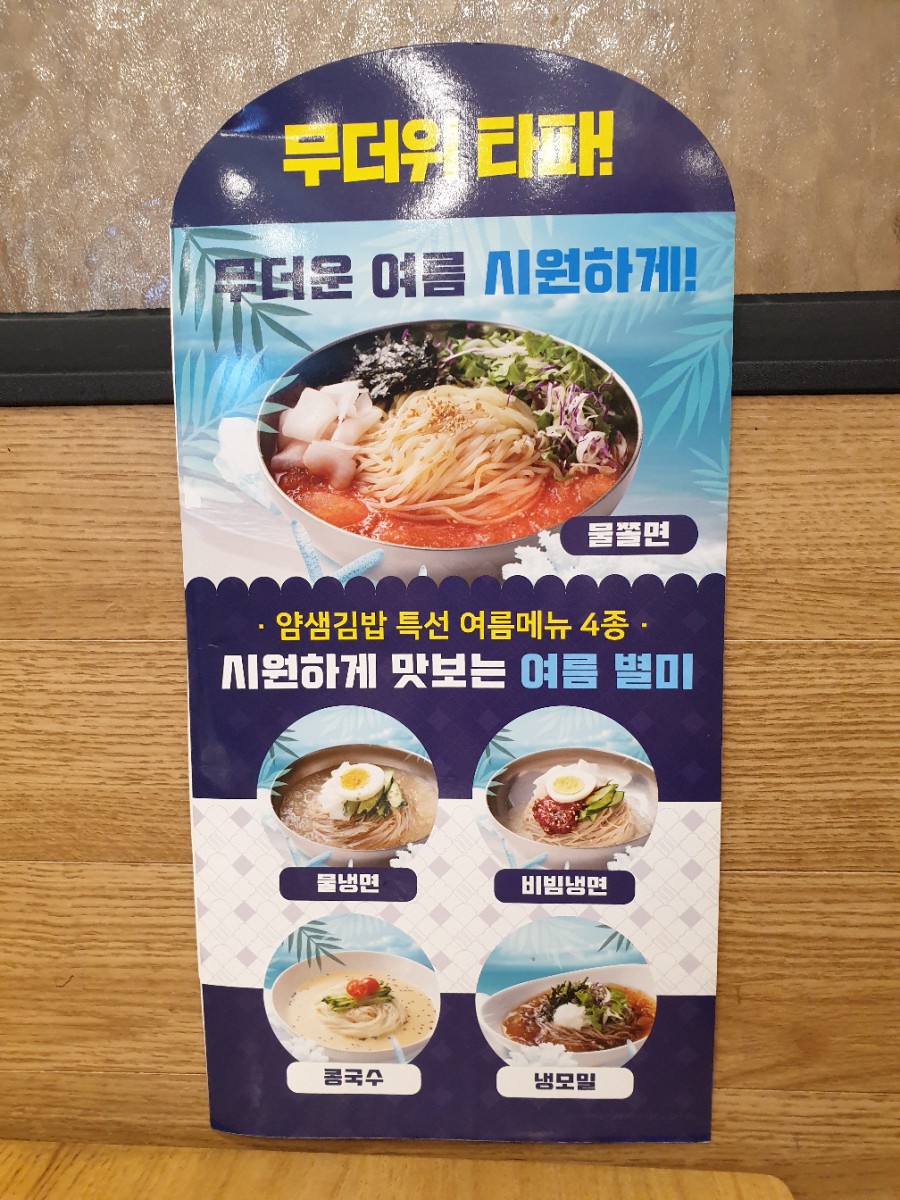 무더위 타파!
무더운 여름 시원하게!
물쫄면
· 얌샘김밥 특선 여름메뉴 4종 ·
시원하게 맛보는 여름 별미
물냉면
비빔냉면
콩국수
냉모밀